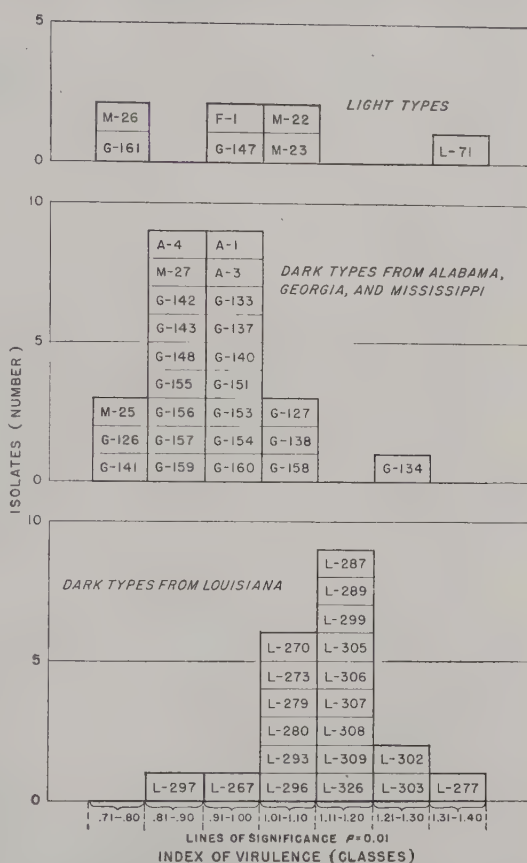 5
LIGHT TYPES
M-26 F-1 M-22
G-161 G-147 M-23 L-71
0
10
A-4 A-1
M-27 A-3
DARK TYPES FROM ALABAMA,
GEORGIA, AND MISSISSIPPI
G-142 G-133
G-143 G-137
5
G-148 G-140
G-155 G-151
M-25 G-156 G-153 G-127
G-126 G-157 G-154 G-138
G-141 G-159 G-160 G-158 G-134
0
ISOLATES (NUMBER)
10
L-287
DARK TYPES FROM LOUISIANA
L-289
L-299
5
L-270 L-305
L-273 L-306
L-279 L-307
L-280 L-308
L-293 L-309 L-302
L-297 L-267 L-296 L-326 L-303 L-277
0
.71-.80 .81-.90 .91-1.00 1.01-1.10 1.11-1.20 1.21-1.30 1.31-1.40
LINES OF SIGNIFICANCE P=0.01
INDEX OF VIRULENCE (CLASSES)